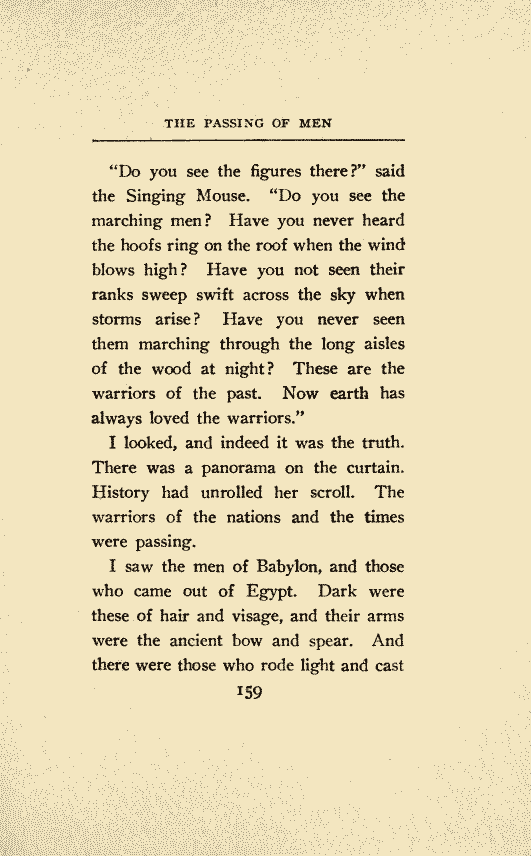 THE PASSING OF MEN
"Do you see the figures there?" said
the Singing Mouse. "Do you see the
marching men? Have you never heard
the hoofs ring on the roof when the wind
blows high? Have you not seen their
ranks sweep swift across the sky when
storms arise? Have you never seen
them marching through the long aisles
of the wood at night? These are the
warriors of the past. Now earth has
always loved the warriors."
I looked, and indeed it was the truth.
There was a panorama on the curtain.
History had unrolled her scroll. The
warriors of the nations and the times
were passing.
I saw the men of Babylon, and those
who came out of Egypt. Dark were
these of hair and visage, and their arms
were the ancient bow and spear. And
there were those who rode light and cast
159